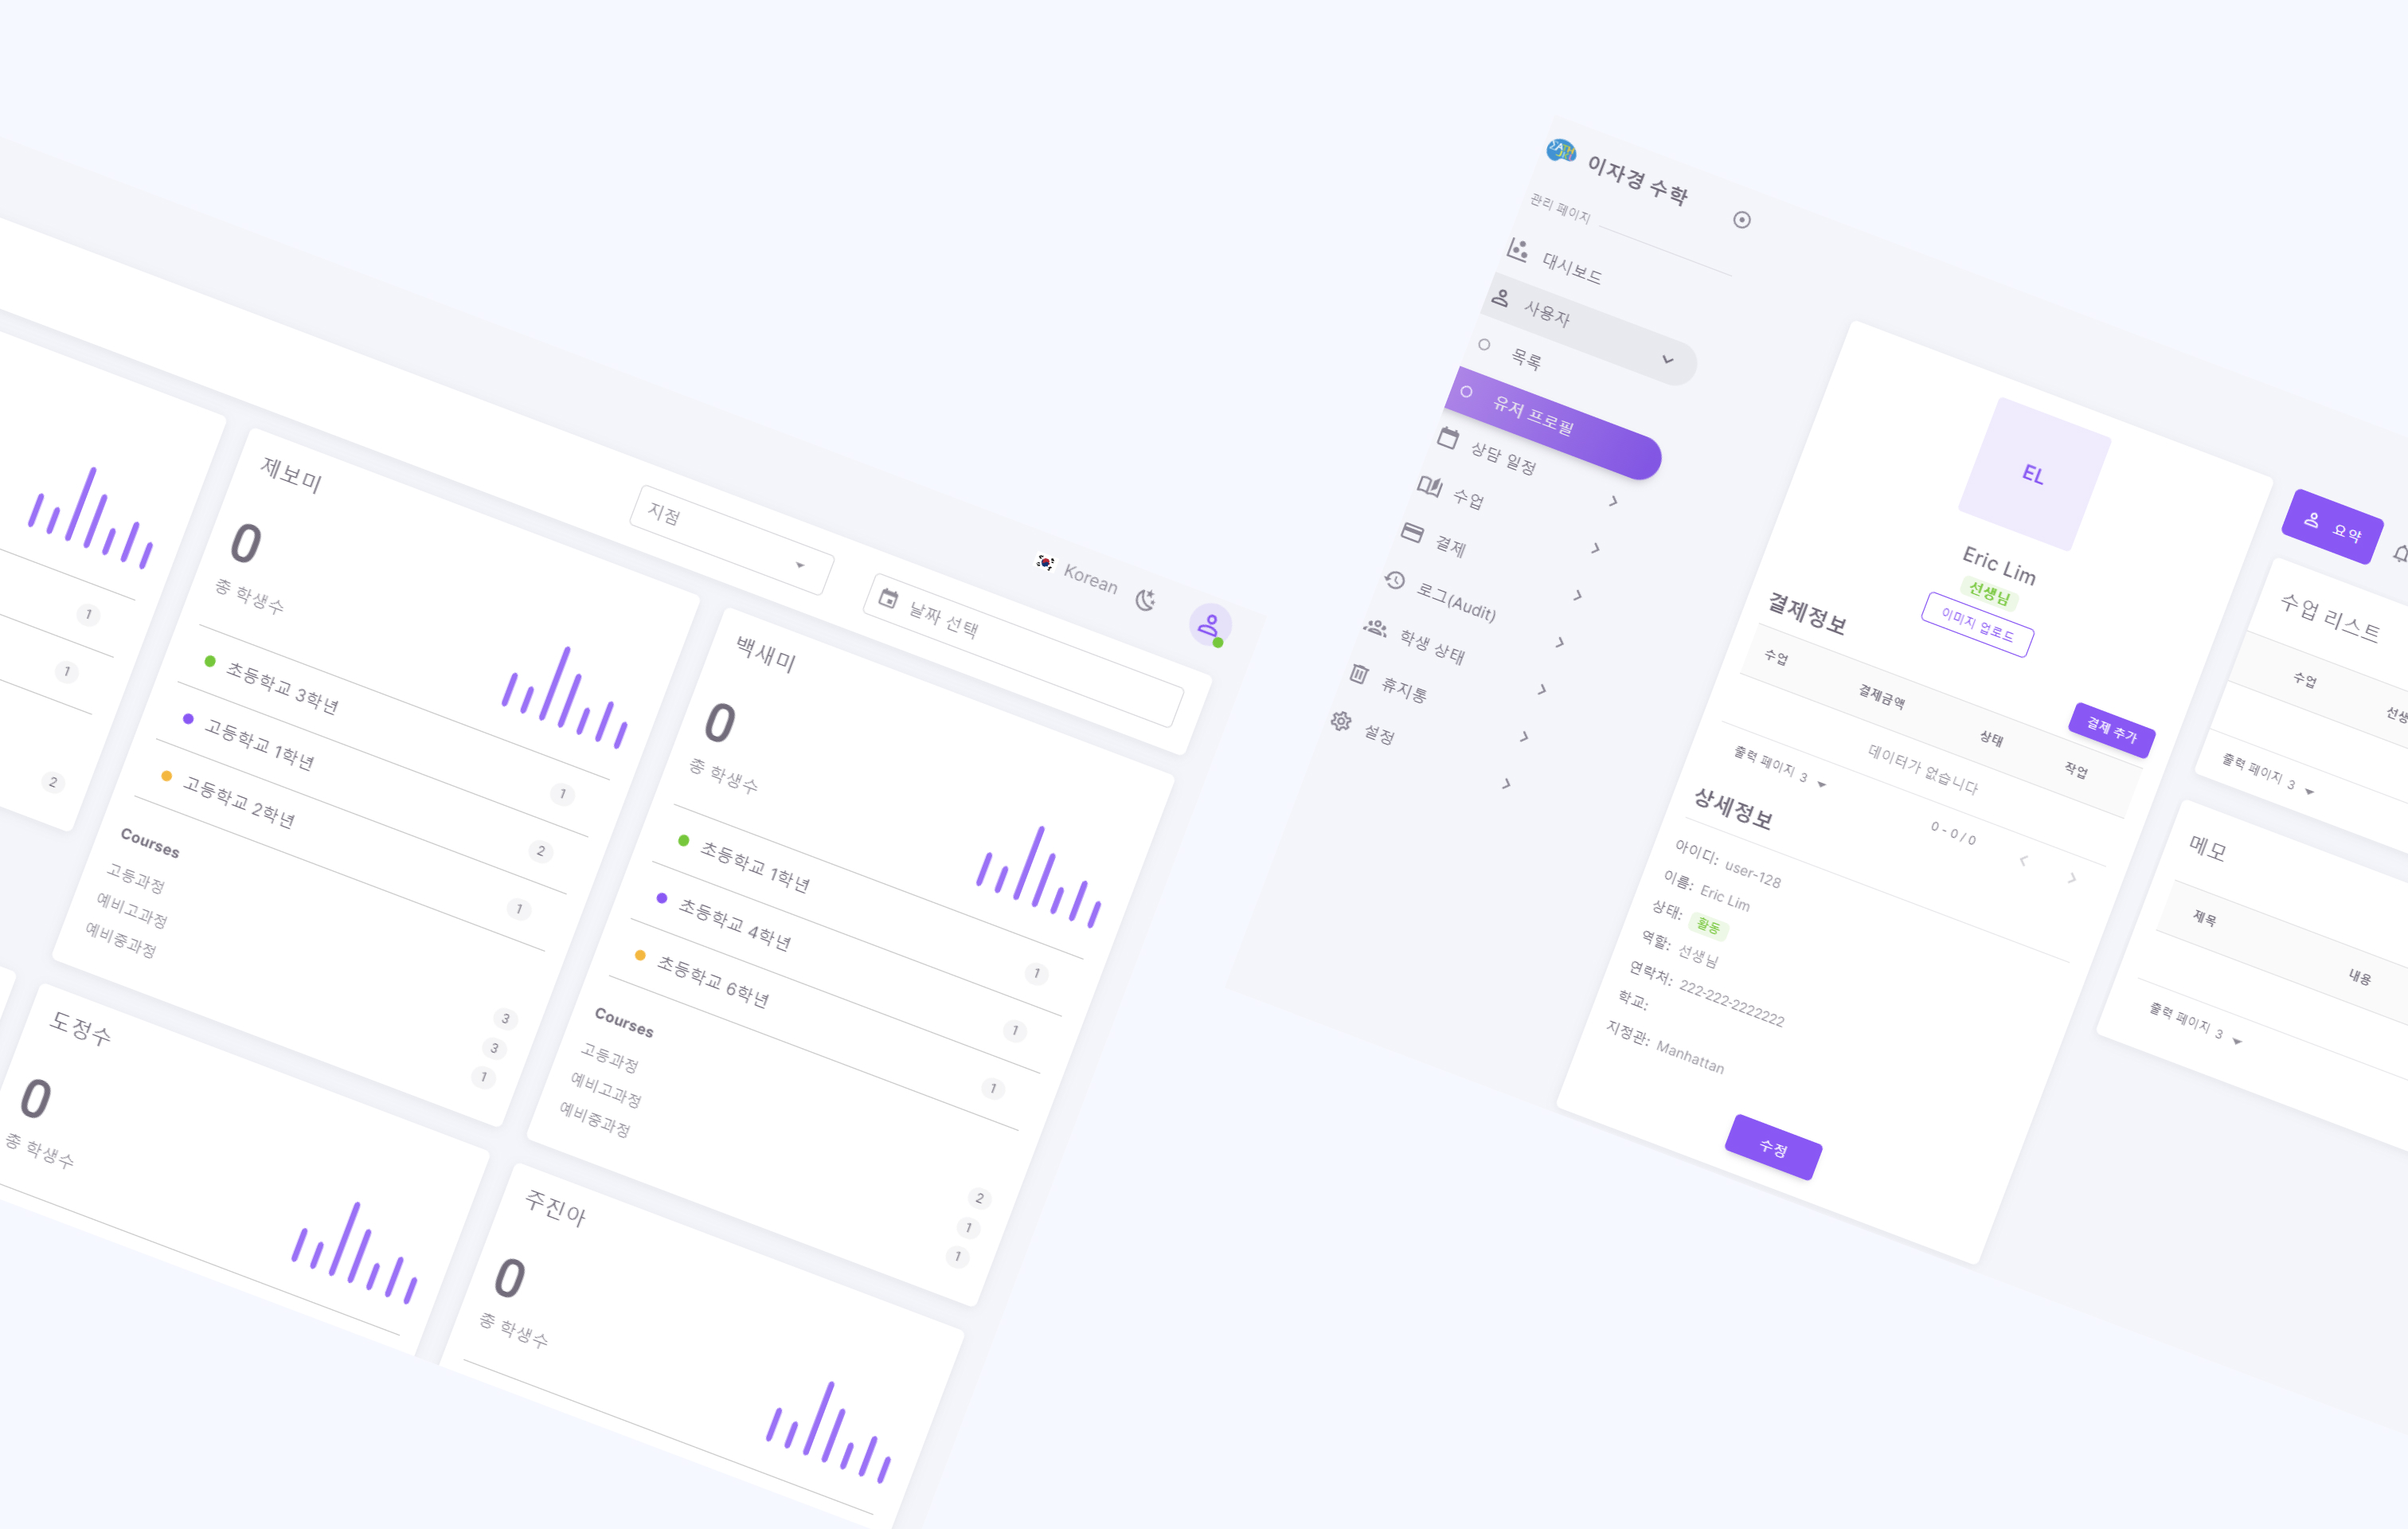 지점
날짜 선택
Korean
1
1
2
제보미
0
총 학생수
초등학교 3학년
1
고등학교 1학년
2
고등학교 2학년
1
Courses
고등과정
3
예비고과정
3
예비중과정
1
백새미
0
총 학생수
초등학교 1학년
1
초등학교 4학년
1
초등학교 6학년
1
Courses
고등과정
2
예비고과정
1
예비중과정
1
도정수
0
총 학생수
주진아
0
총 학생수
이자경 수학
관리 페이지
대시보드
사용자
목록
유저 프로필
상담 일정
수업
결제
로그(Audit)
학생 상태
휴지통
설정
EL
Eric Lim
선생님
이미지 업로드
결제정보
결제 추가
수업 결제금액 상태 작업
데이터가 없습니다
출력 페이지 3
0 - 0 / 0
상세정보
아이디: user-128
이름: Eric Lim
상태: 활동
역할: 선생님
연락처: 222-222-2222222
학교:
지정관: Manhattan
수정
요약
수업 리스트
수업
출력 페이지 3
메모
제목 내용
출력 페이지 3